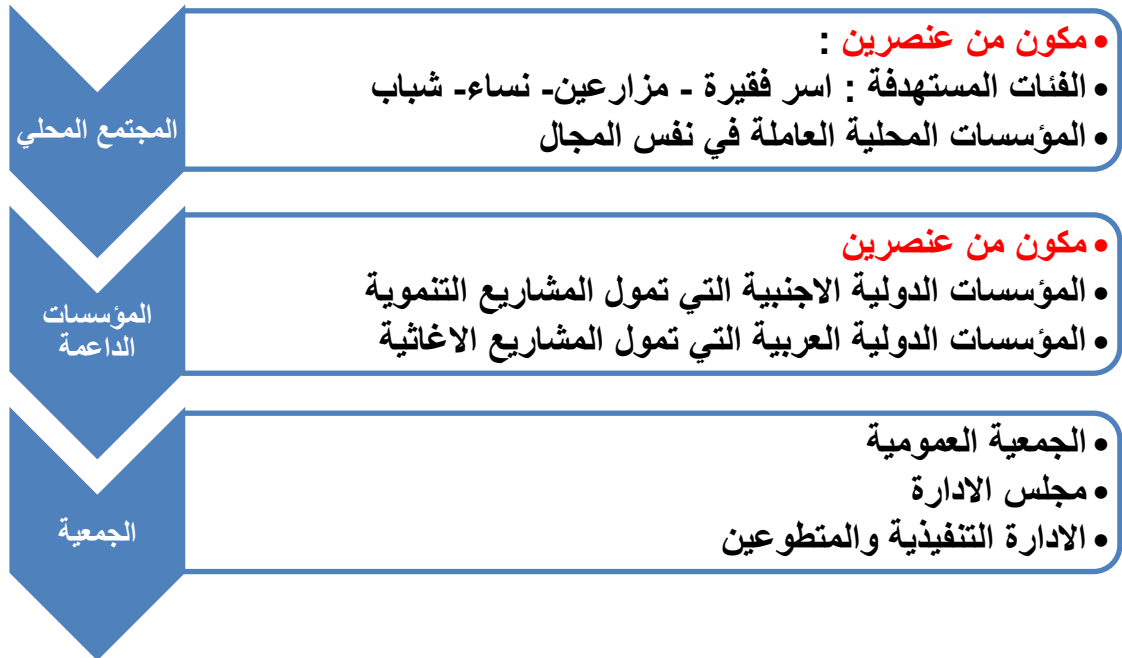 المجتمع المحلي
• مكون من عنصرين :
• الفئات المستهدفة : اسر فقيرة - مزارعين- نساء- شباب
• المؤسسات المحلية العاملة في نفس المجال
المؤسسات
الداعمة
• مكون من عنصرين
• المؤسسات الدولية الاجنبية التي تمول المشاريع التنموية
• المؤسسات الدولية العربية التي تمول المشاريع الاغاثية
الجمعية
• الجمعية العمومية
• مجلس الادارة
• الادارة التنفيذية والمتطوعين